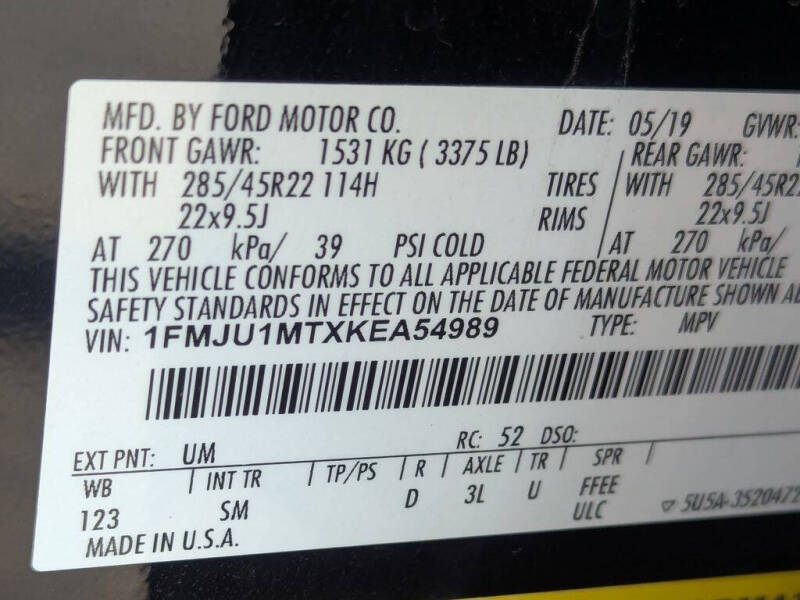 MFD. BY FORD MOTOR CO. DATE: 05/19 GVWR:
FRONT GAWR: 1531 KG ( 3375 LB) REAR GAWR:
WITH 285/45R22 114H TIRES WITH 285/45R22
22x9.5J RIMS 22x9.5J
AT 270 kPa/ 39 PSI COLD AT 270 kPa/
THIS VEHICLE CONFORMS TO ALL APPLICABLE FEDERAL MOTOR VEHICLE
SAFETY STANDARDS IN EFFECT ON THE DATE OF MANUFACTURE SHOWN
VIN: 1FMJU1MTXKEA54989 TYPE: MPV
EXT PNT: UM RC: 52 DSO:
WB INT TR TP/PS R AXLE TR SPR
123 SM D 3L U FFEE
ULC 5U5A-3520472
MADE IN U.S.A.